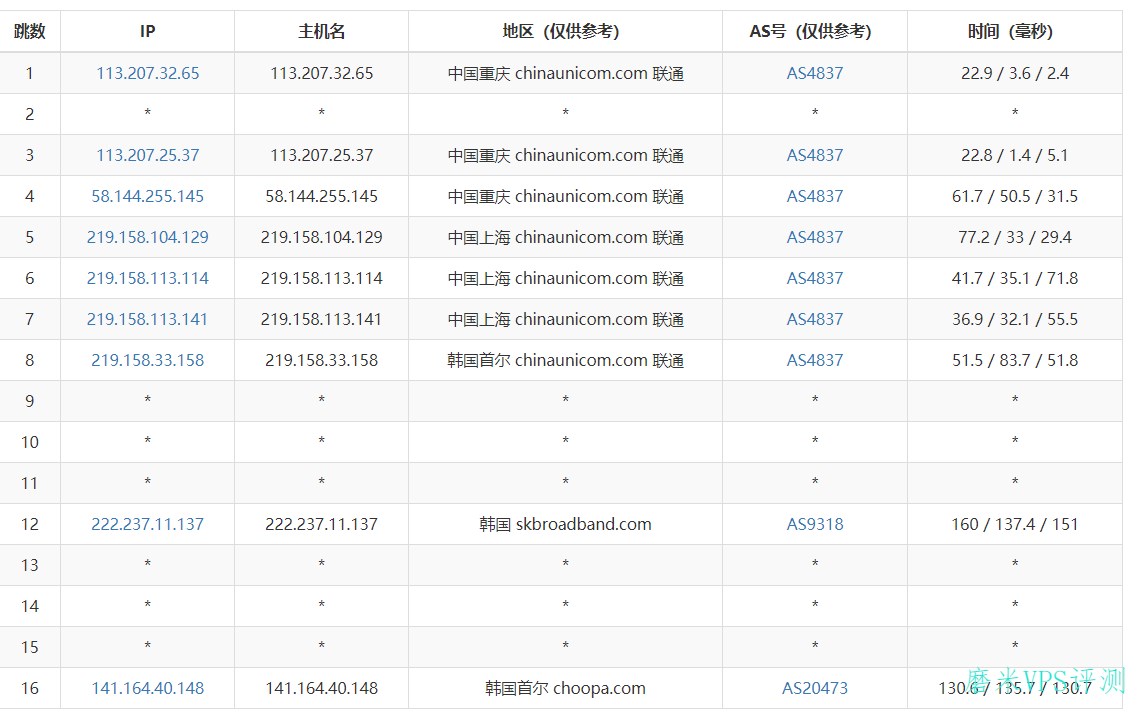 跳数 IP 主机名 地区（仅供参考） AS号（仅供参考） 时间（毫秒）
1 113.207.32.65 113.207.32.65 中国重庆 chinaunicom.com 联通 AS4837 22.9 / 3.6 / 2.4
2 * * * * *
3 113.207.25.37 113.207.25.37 中国重庆 chinaunicom.com 联通 AS4837 22.8 / 1.4 / 5.1
4 58.144.255.145 58.144.255.145 中国重庆 chinaunicom.com 联通 AS4837 61.7 / 50.5 / 31.5
5 219.158.104.129 219.158.104.129 中国上海 chinaunicom.com 联通 AS4837 77.2 / 33 / 29.4
6 219.158.113.114 219.158.113.114 中国上海 chinaunicom.com 联通 AS4837 41.7 / 35.1 / 71.8
7 219.158.113.141 219.158.113.141 中国上海 chinaunicom.com 联通 AS4837 36.9 / 32.1 / 55.5
8 219.158.33.158 219.158.33.158 韩国首尔 chinaunicom.com 联通 AS4837 51.5 / 83.7 / 51.8
9 * * * * *
10 * * * * *
11 * * * * *
12 222.237.11.137 222.237.11.137 韩国 skbroadband.com AS9318 160 / 137.4 / 151
13 * * * * *
14 * * * * *
15 * * * * *
16 141.164.40.148 141.164.40.148 韩国首尔 choopa.com AS20473 130.6 / 135.7 / 130.7
磨米VPS评测